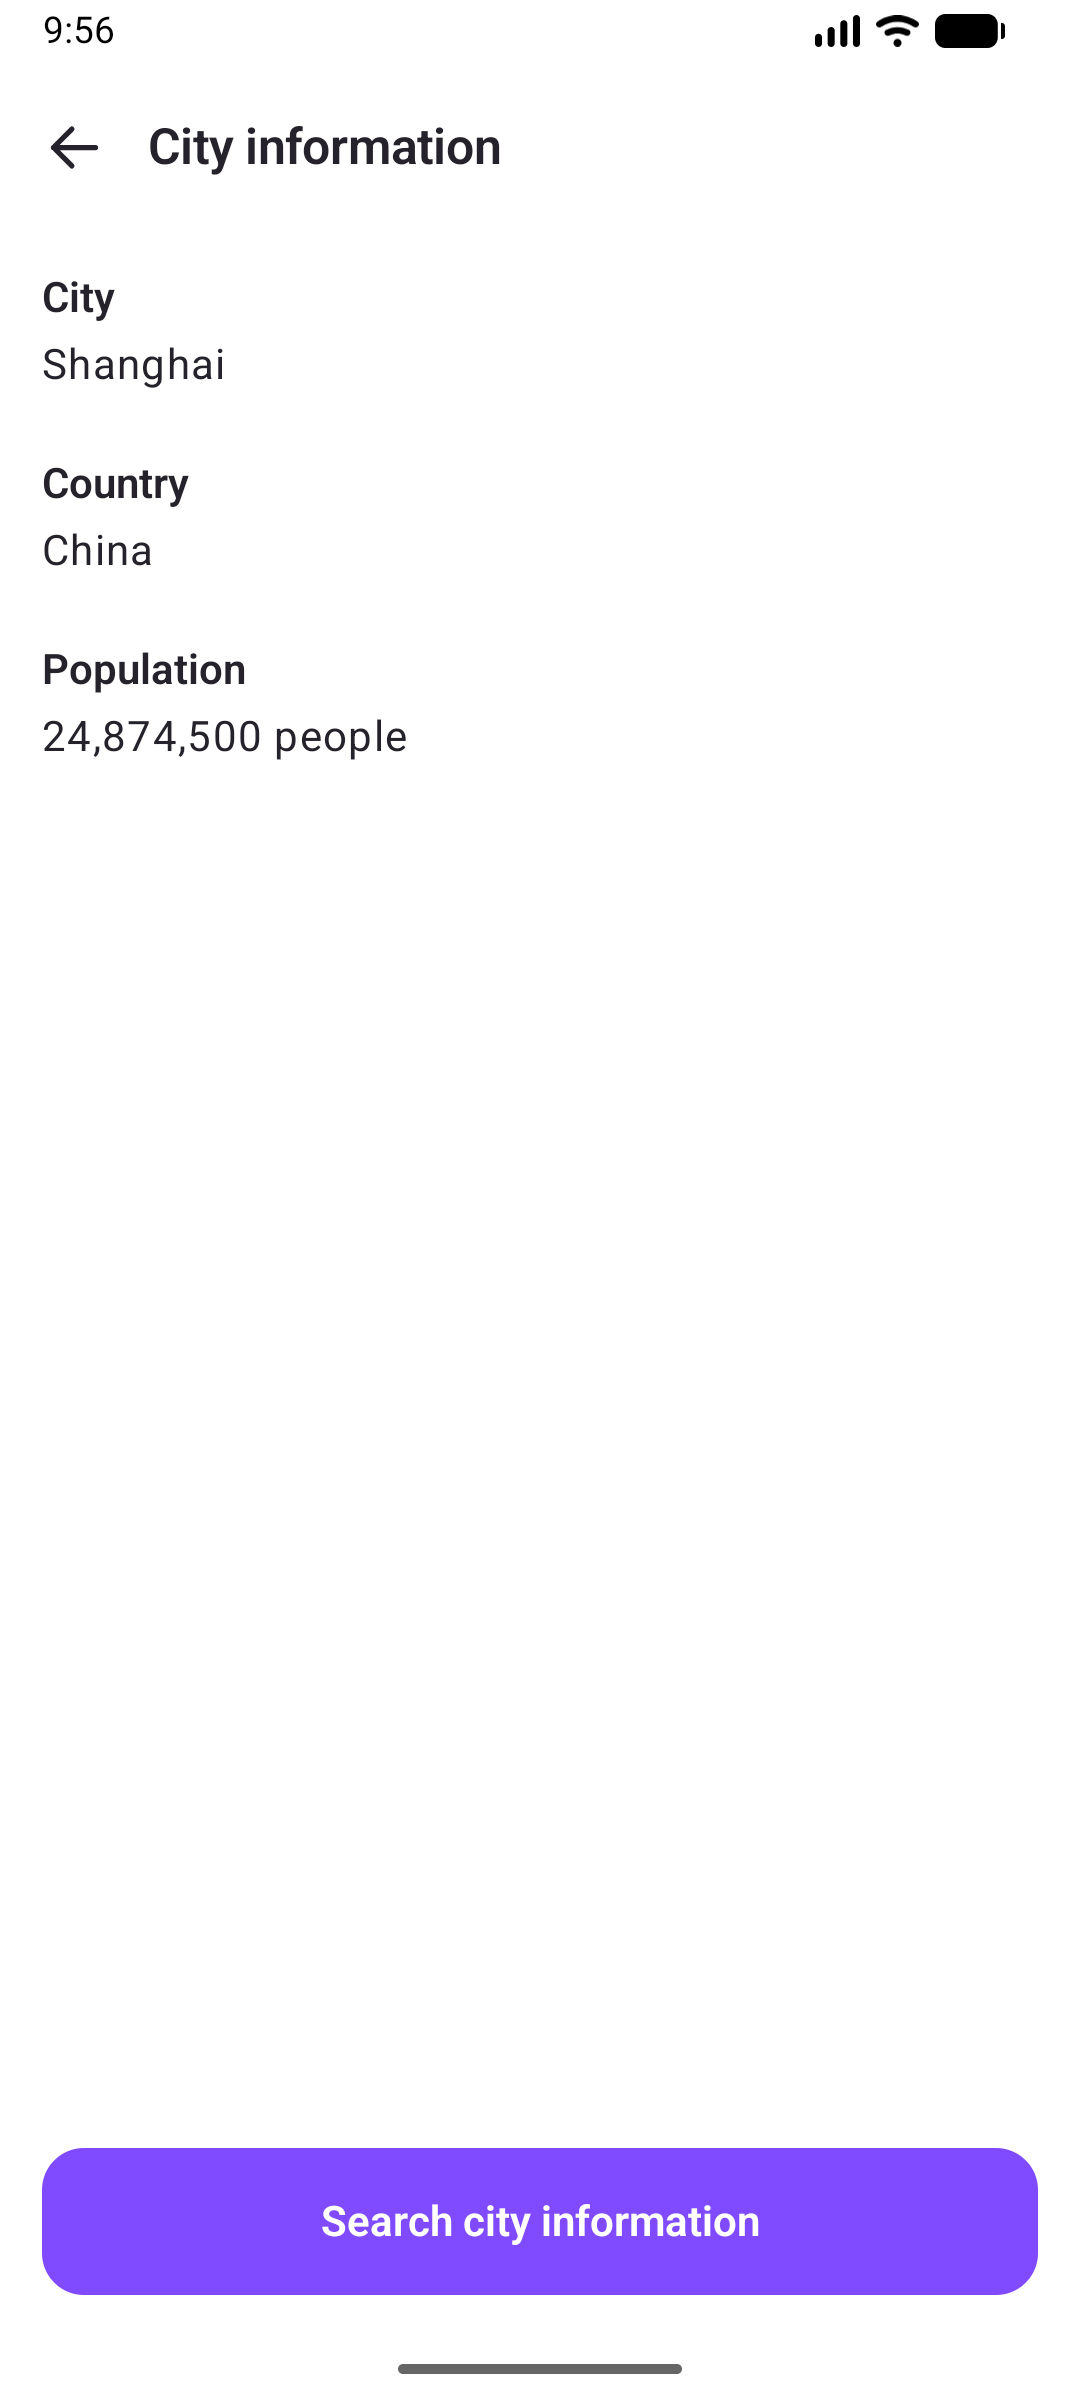 9:56
City information
City
Shanghai
Country
China
Population
24,874,500 people
Search city information